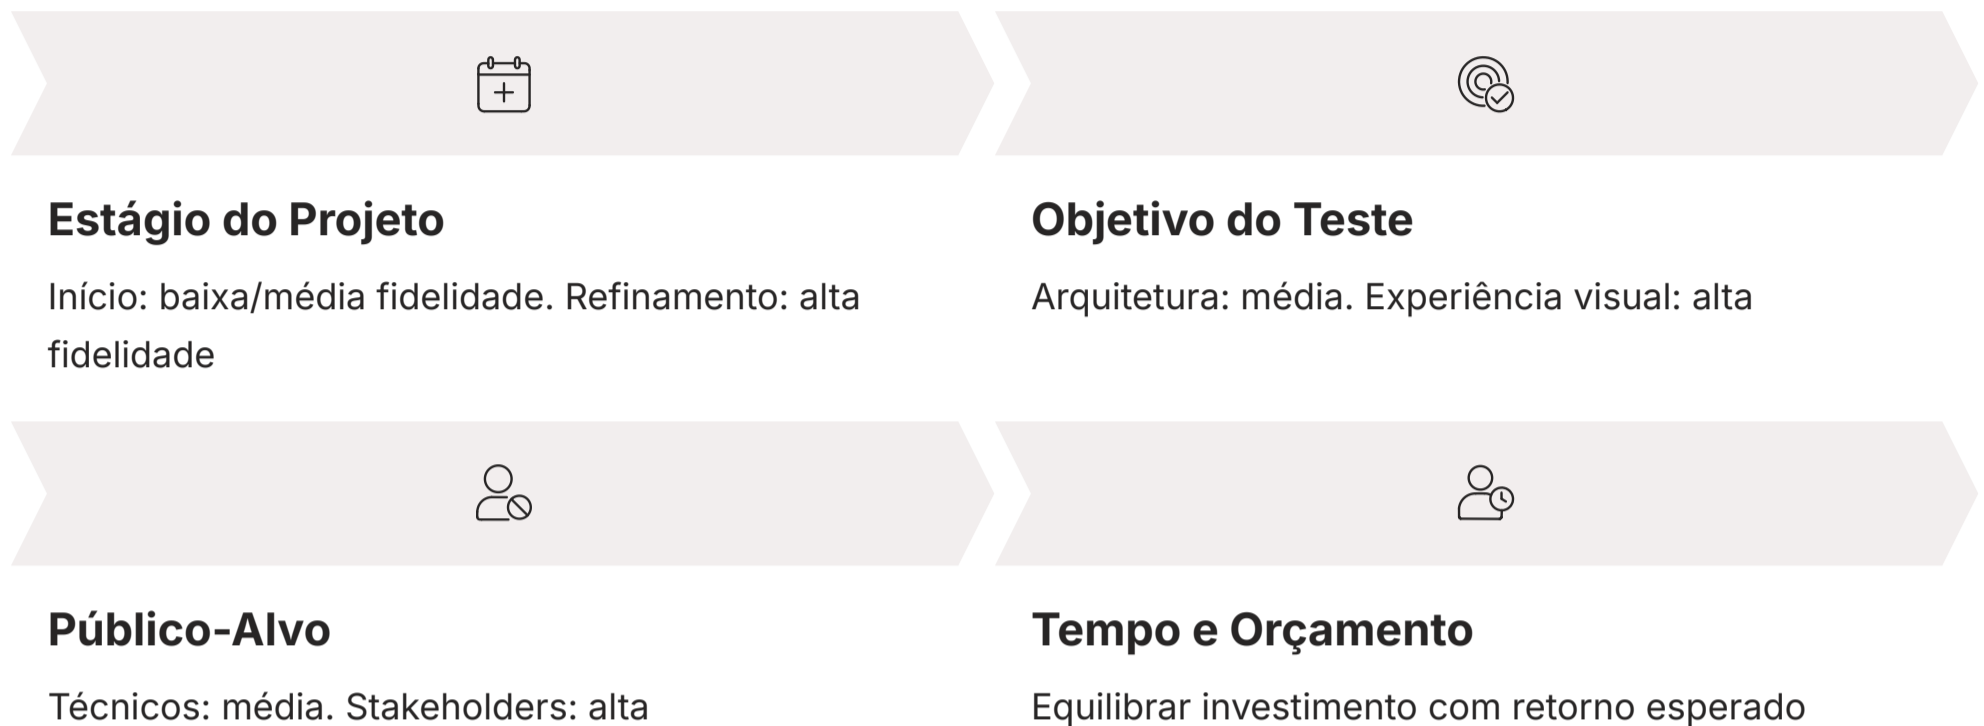 Estágio do Projeto
Início: baixa/média fidelidade. Refinamento: alta
fidelidade
Objetivo do Teste
Arquitetura: média. Experiência visual: alta
Público-Alvo
Técnicos: média. Stakeholders: alta
Tempo e Orçamento
Equilibrar investimento com retorno esperado